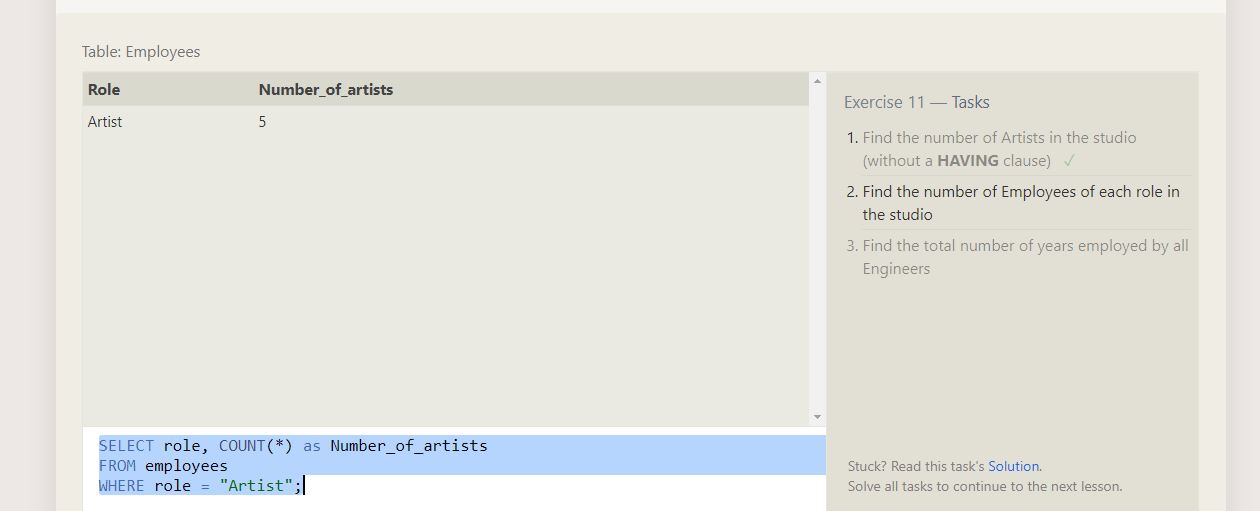 Table: Employees
Role Number_of_artists
Artist 5
SELECT role, COUNT(*) as Number_of_artists
FROM employees
WHERE role = "Artist";
Exercise 11 — Tasks
1. Find the number of Artists in the studio
(without a HAVING clause) ✓
2. Find the number of Employees of each role in
the studio
3. Find the total number of years employed by all
Engineers
Stuck? Read this task's Solution.
Solve all tasks to continue to the next lesson.